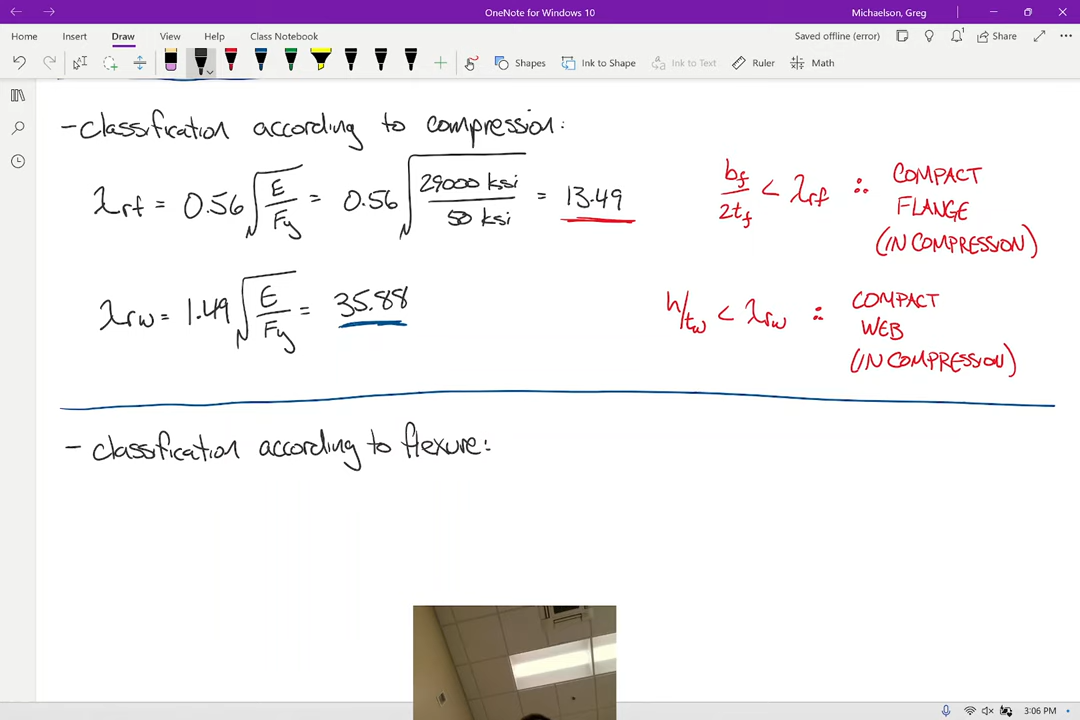 OneNote for Windows 10
Michaelson, Greg
Home Insert Draw View Help Class Notebook
Saved offline (error)
Share
Shapes Ink to Shape Ink to Text Ruler Math
- classification according to compression:
λrf = 0.56 √(E/Fy) = 0.56 √(29000 ksi/50 ksi) = 13.49
bf/2tf < λrf ∴ COMPACT
FLANGE
(IN COMPRESSION)
λrw = 1.49 √(E/Fy) = 35.88
h/tw < λrw ∴ COMPACT
WEB
(IN COMPRESSION)
- classification according to flexure:
3:06 PM